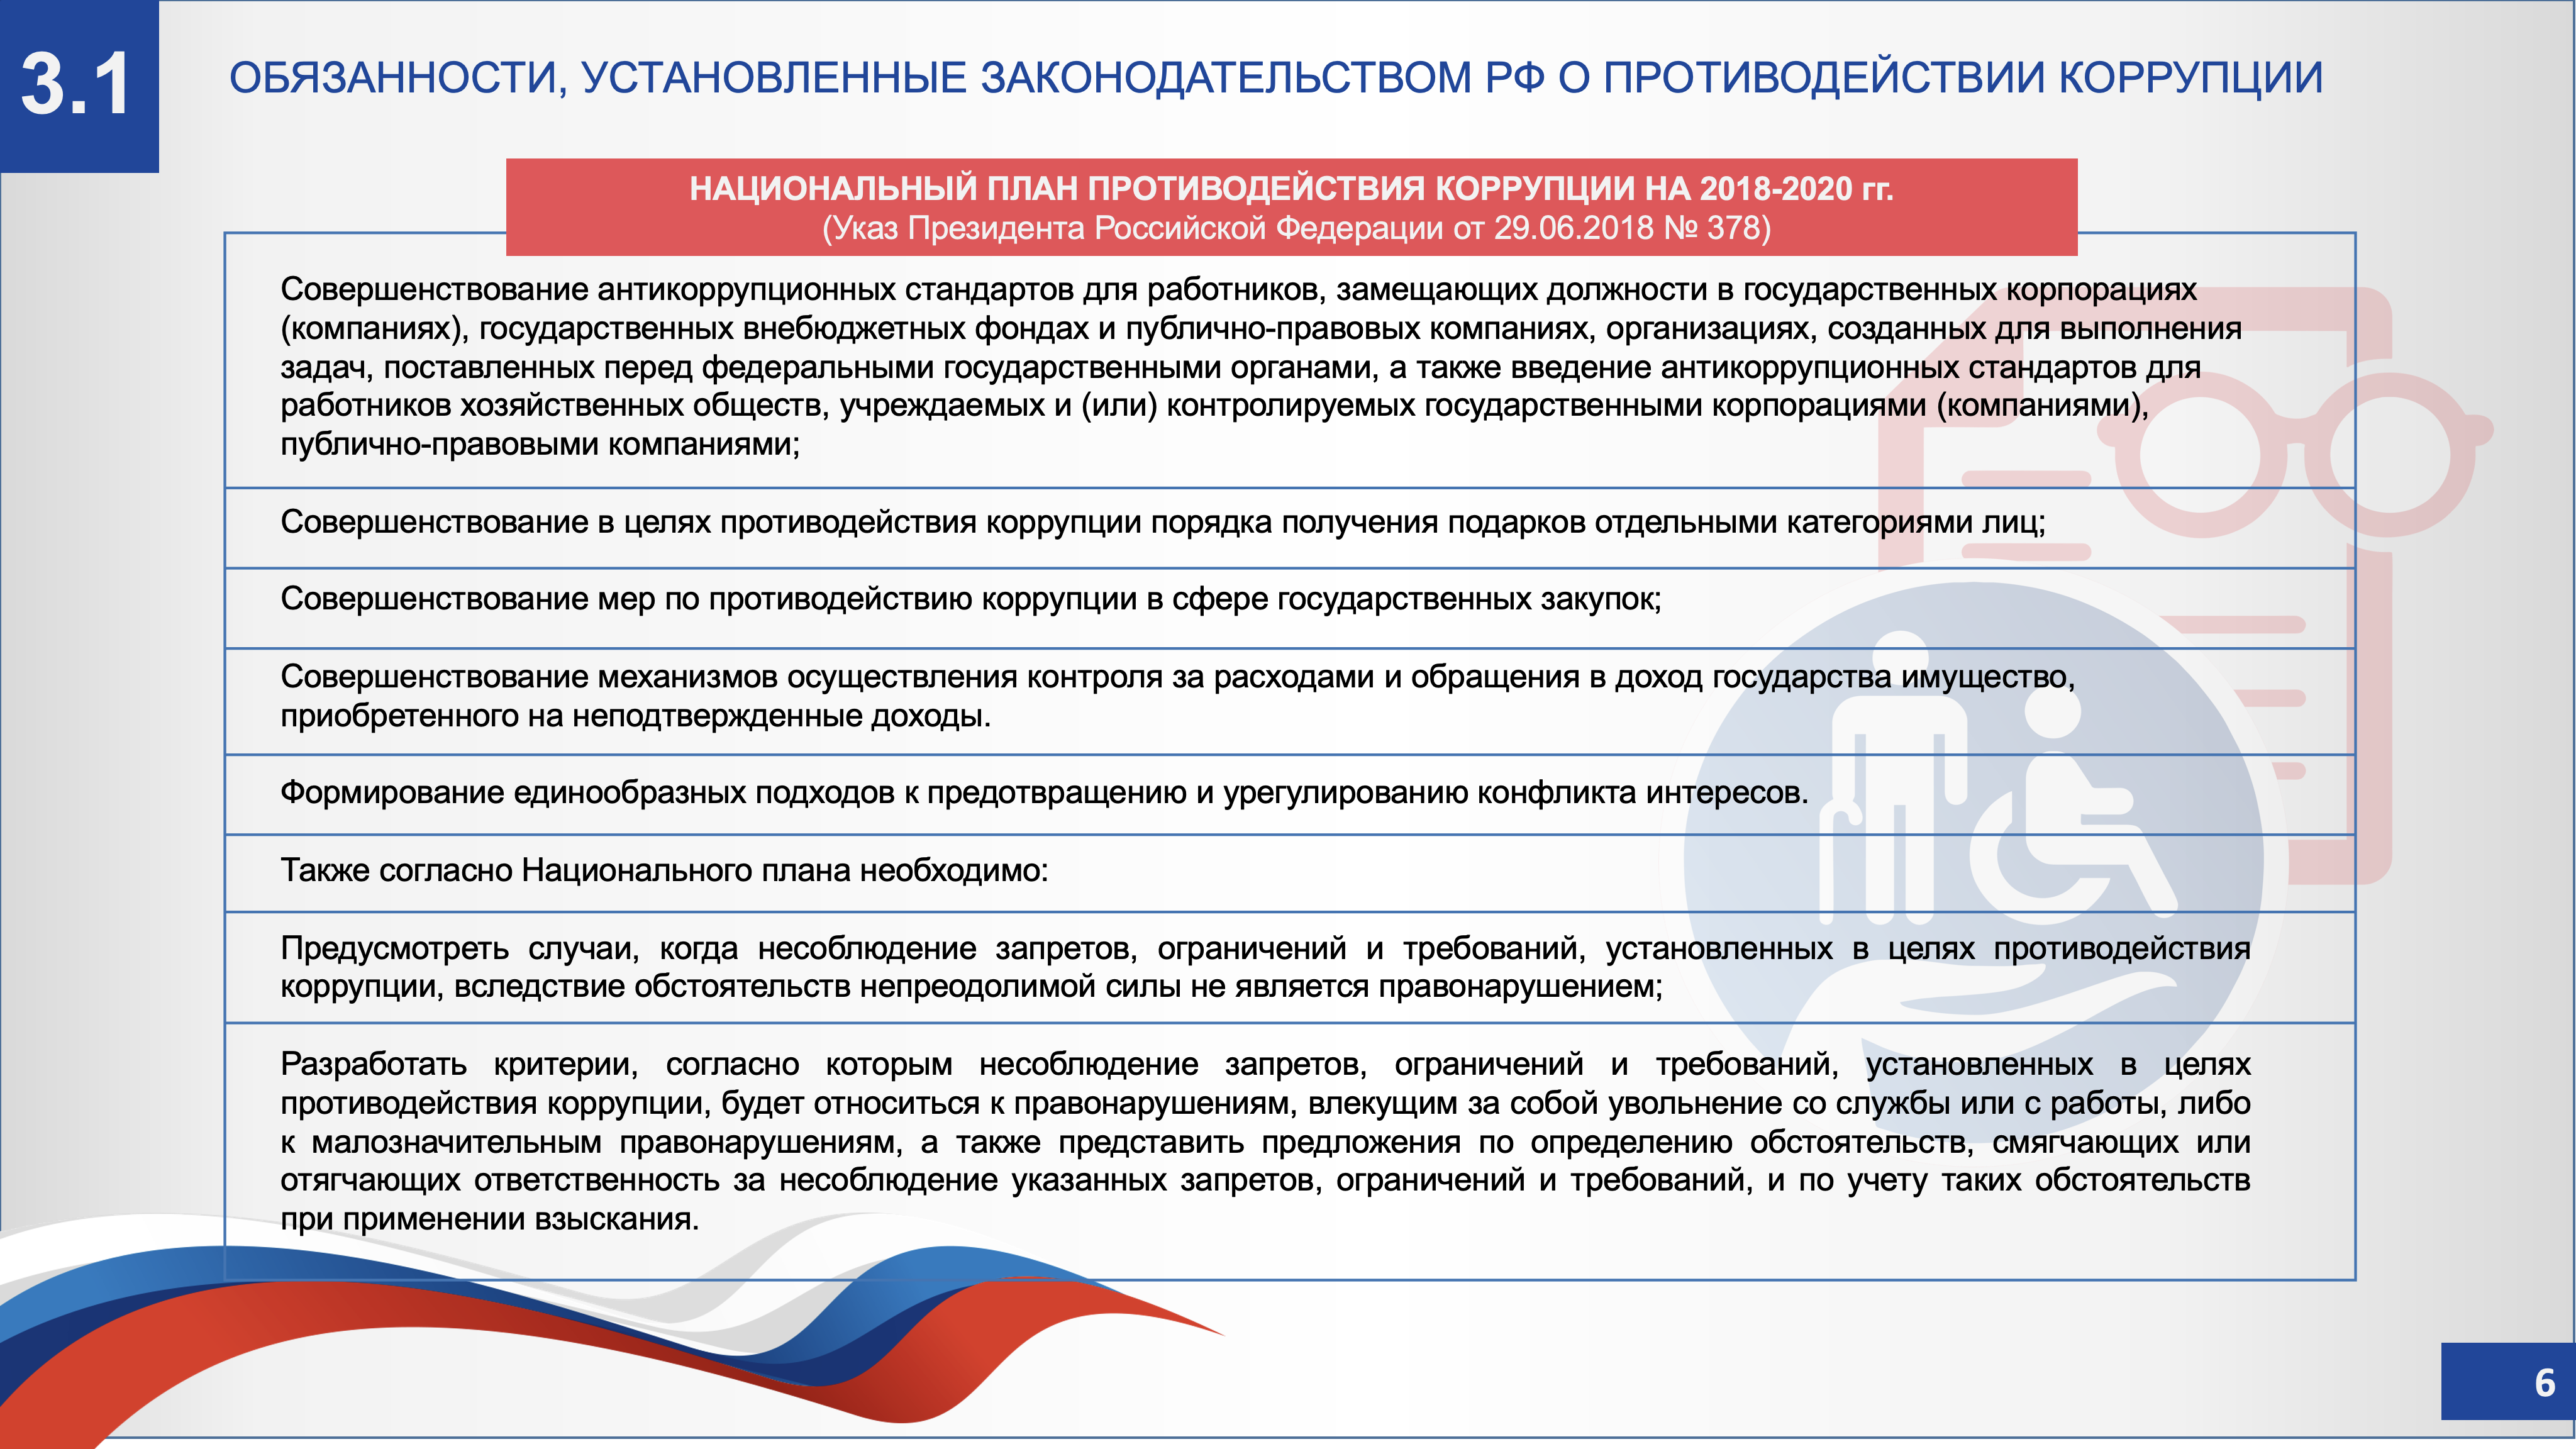 3.1
ОБЯЗАННОСТИ, УСТАНОВЛЕННЫЕ ЗАКОНОДАТЕЛЬСТВОМ РФ О ПРОТИВОДЕЙСТВИИ КОРРУПЦИИ
НАЦИОНАЛЬНЫЙ ПЛАН ПРОТИВОДЕЙСТВИЯ КОРРУПЦИИ НА 2018-2020 гг.
(Указ Президента Российской Федерации от 29.06.2018 № 378)
Совершенствование антикоррупционных стандартов для работников, замещающих должности в государственных корпорациях
(компаниях), государственных внебюджетных фондах и публично-правовых компаниях, организациях, созданных для выполнения
задач, поставленных перед федеральными государственными органами, а также введение антикоррупционных стандартов для
работников хозяйственных обществ, учреждаемых и (или) контролируемых государственными корпорациями (компаниями),
публично-правовыми компаниями;
Совершенствование в целях противодействия коррупции порядка получения подарков отдельными категориями лиц;
Совершенствование мер по противодействию коррупции в сфере государственных закупок;
Совершенствование механизмов осуществления контроля за расходами и обращения в доход государства имущество,
приобретенного на неподтвержденные доходы.
Формирование единообразных подходов к предотвращению и урегулированию конфликта интересов.
Также согласно Национального плана необходимо:
Предусмотреть случаи, когда несоблюдение запретов, ограничений и требований, установленных в целях противодействия
коррупции, вследствие обстоятельств непреодолимой силы не является правонарушением;
Разработать критерии, согласно которым несоблюдение запретов, ограничений и требований, установленных в целях
противодействия коррупции, будет относиться к правонарушениям, влекущим за собой увольнение со службы или с работы, либо
к малозначительным правонарушениям, а также представить предложения по определению обстоятельств, смягчающих или
отягчающих ответственность за несоблюдение указанных запретов, ограничений и требований, и по учету таких обстоятельств
при применении взыскания.
6